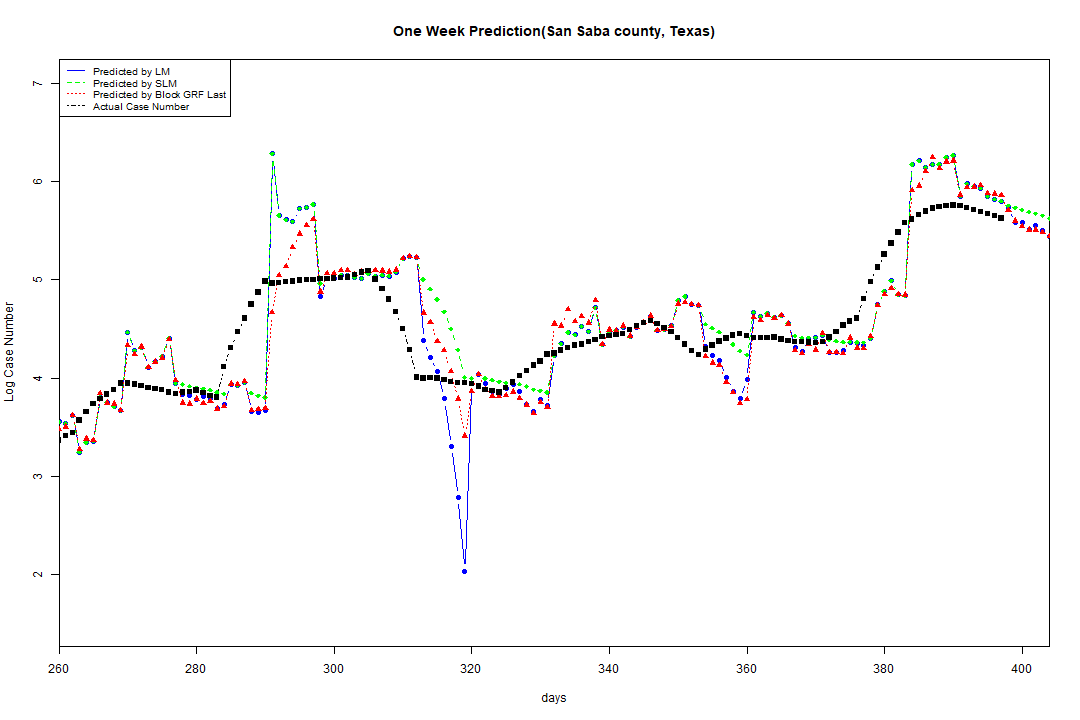 One Week Prediction(San Saba county, Texas)
Predicted by LM
Predicted by SLM
Predicted by Block GRF Last
Actual Case Number
Log Case Number
7
6
5
4
3
2
260 280 300 320 340 360 380 400
days